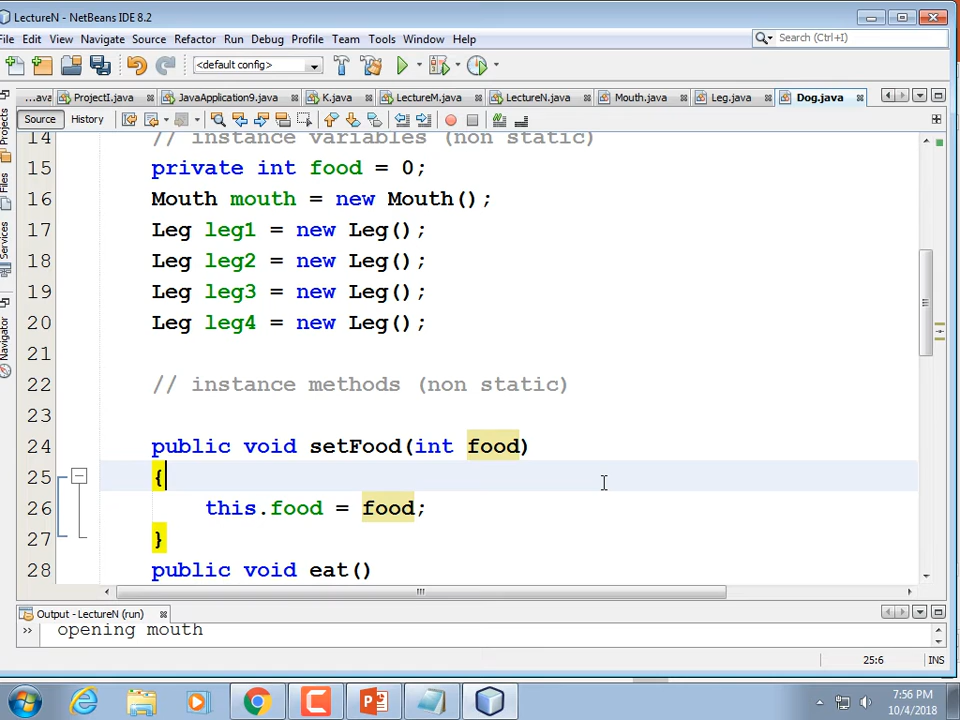 LectureN - NetBeans IDE 8.2
File Edit View Navigate Source Refactor Run Debug Profile Team Tools Window Help
Search (Ctrl+I)
<default config>
...ava ProjectI.java JavaApplication9.java K.java LectureM.java LectureN.java Mouth.java Leg.java Dog.java
Source History
Projects
Files
Services
Navigator
14 // instance variables (non static)
15 private int food = 0;
16 Mouth mouth = new Mouth();
17 Leg leg1 = new Leg();
18 Leg leg2 = new Leg();
19 Leg leg3 = new Leg();
20 Leg leg4 = new Leg();
21
22 // instance methods (non static)
23
24 public void setFood(int food)
25 {
26 this.food = food;
27 }
28 public void eat()
Output - LectureN (run)
opening mouth
25:6 INS
7:56 PM
10/4/2018